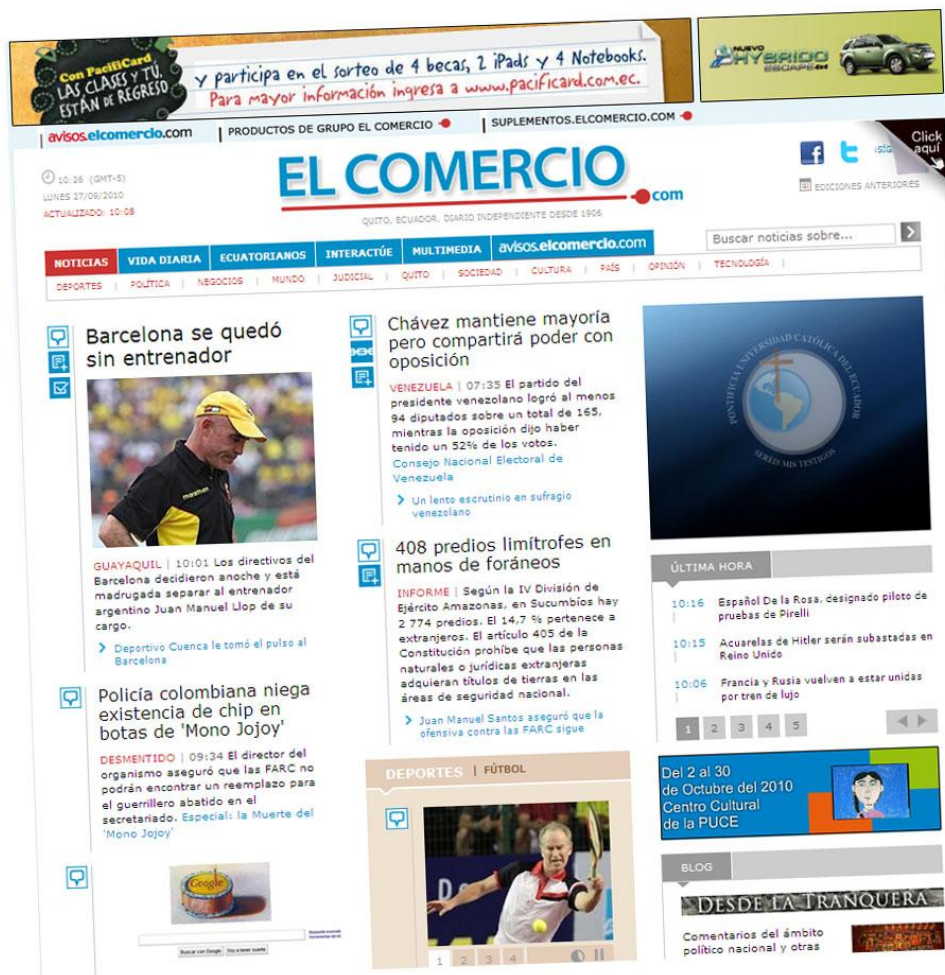 Con PacifiCard
LAS CLASES Y TÚ,
ESTÁN DE REGRESO
y participa en el sorteo de 4 becas, 2 iPads y 4 Notebooks.
Para mayor información ingresa a www.pacificard.com.ec.
NUEVO
HYBRIDO
ESCAPE 4x4
avisos.elcomercio.com | PRODUCTOS DE GRUPO EL COMERCIO | SUPLEMENTOS.ELCOMERCIO.COM
Click
aquí
10:26 (GMT-5)
LUNES 27/09/2010
ACTUALIZADO: 10:08
EL COMERCIO
com
QUITO, ECUADOR, DIARIO INDEPENDIENTE DESDE 1906
EDICIONES ANTERIORES
NOTICIAS VIDA DIARIA ECUATORIANOS INTERACTÚE MULTIMEDIA avisos.elcomercio.com
Buscar noticias sobre...
DEPORTES | POLÍTICA | NEGOCIOS | MUNDO | JUDICIAL | QUITO | SOCIEDAD | CULTURA | PAÍS | OPINIÓN | TECNOLOGÍA |
Barcelona se quedó
sin entrenador
marathon
GUAYAQUIL | 10:01 Los directivos del
Barcelona decidieron anoche y está
madrugada separar al entrenador
argentino Juan Manuel Llop de su
cargo.
Deportivo Cuenca le tomó el pulso al
Barcelona
Policía colombiana niega
existencia de chip en
botas de 'Mono Jojoy'
DESMENTIDO | 09:34 El director del
organismo aseguró que las FARC no
podrán encontrar un reemplazo para
el guerrillero abatido en el
secretariado. Especial: la Muerte del
'Mono Jojoy'
Google
Buscar con Google Voy a tener suerte
Chávez mantiene mayoría
pero compartirá poder con
oposición
VENEZUELA | 07:35 El partido del
presidente venezolano logró al menos
94 diputados sobre un total de 165,
mientras la oposición dijo haber
tenido un 52% de los votos.
Consejo Nacional Electoral de
Venezuela
Un lento escrutinio en sufragio
venezolano
408 predios limítrofes en
manos de foráneos
INFORME | Según la IV División de
Ejército Amazonas, en Sucumbíos hay
2 774 predios. El 14,7 % pertenece a
extranjeros. El artículo 405 de la
Constitución prohíbe que las personas
naturales o jurídicas extranjeras
adquieran títulos de tierras en las
áreas de seguridad nacional.
Juan Manuel Santos aseguró que la
ofensiva contra las FARC sigue
DEPORTES | FÚTBOL
1 2 3 4
PONTIFICIA UNIVERSIDAD CATÓLICA DEL ECUADOR
SERÉIS MIS TESTIGOS
ÚLTIMA HORA
10:16 Español De la Rosa, designado piloto de
pruebas de Pirelli
10:15 Acuarelas de Hitler serán subastadas en
Reino Unido
10:06 Francia y Rusia vuelven a estar unidas
por tren de lujo
1 2 3 4 5
Del 2 al 30
de Octubre del 2010
Centro Cultural
de la PUCE
BLOG
DESDE LA TRANQUERA
Comentarios del ámbito
político nacional y otras